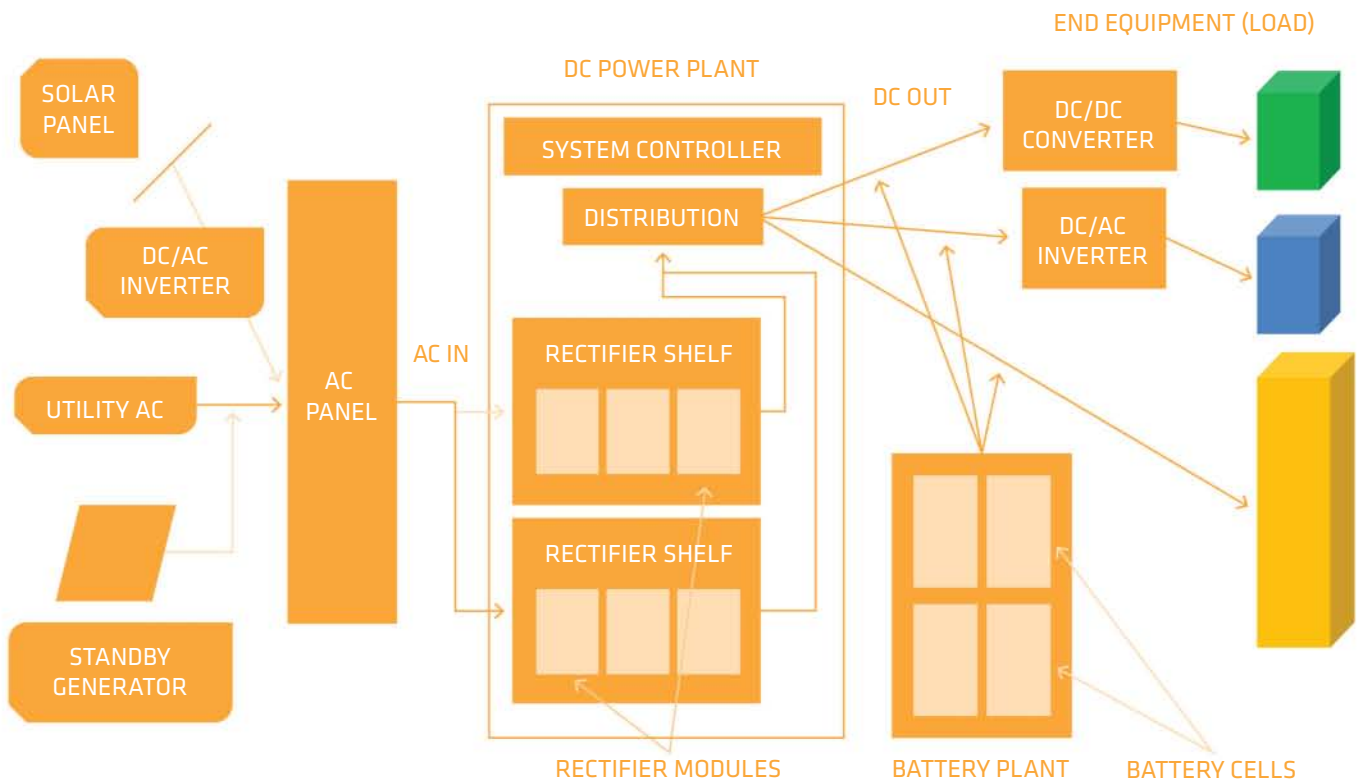 END EQUIPMENT (LOAD)
DC POWER PLANT
SOLAR
PANEL
DC OUT
DC/DC
CONVERTER
SYSTEM CONTROLLER
DISTRIBUTION
DC/AC
INVERTER
DC/AC
INVERTER
AC IN
RECTIFIER SHELF
AC
PANEL
UTILITY AC
RECTIFIER SHELF
STANDBY
GENERATOR
RECTIFIER MODULES
BATTERY PLANT
BATTERY CELLS